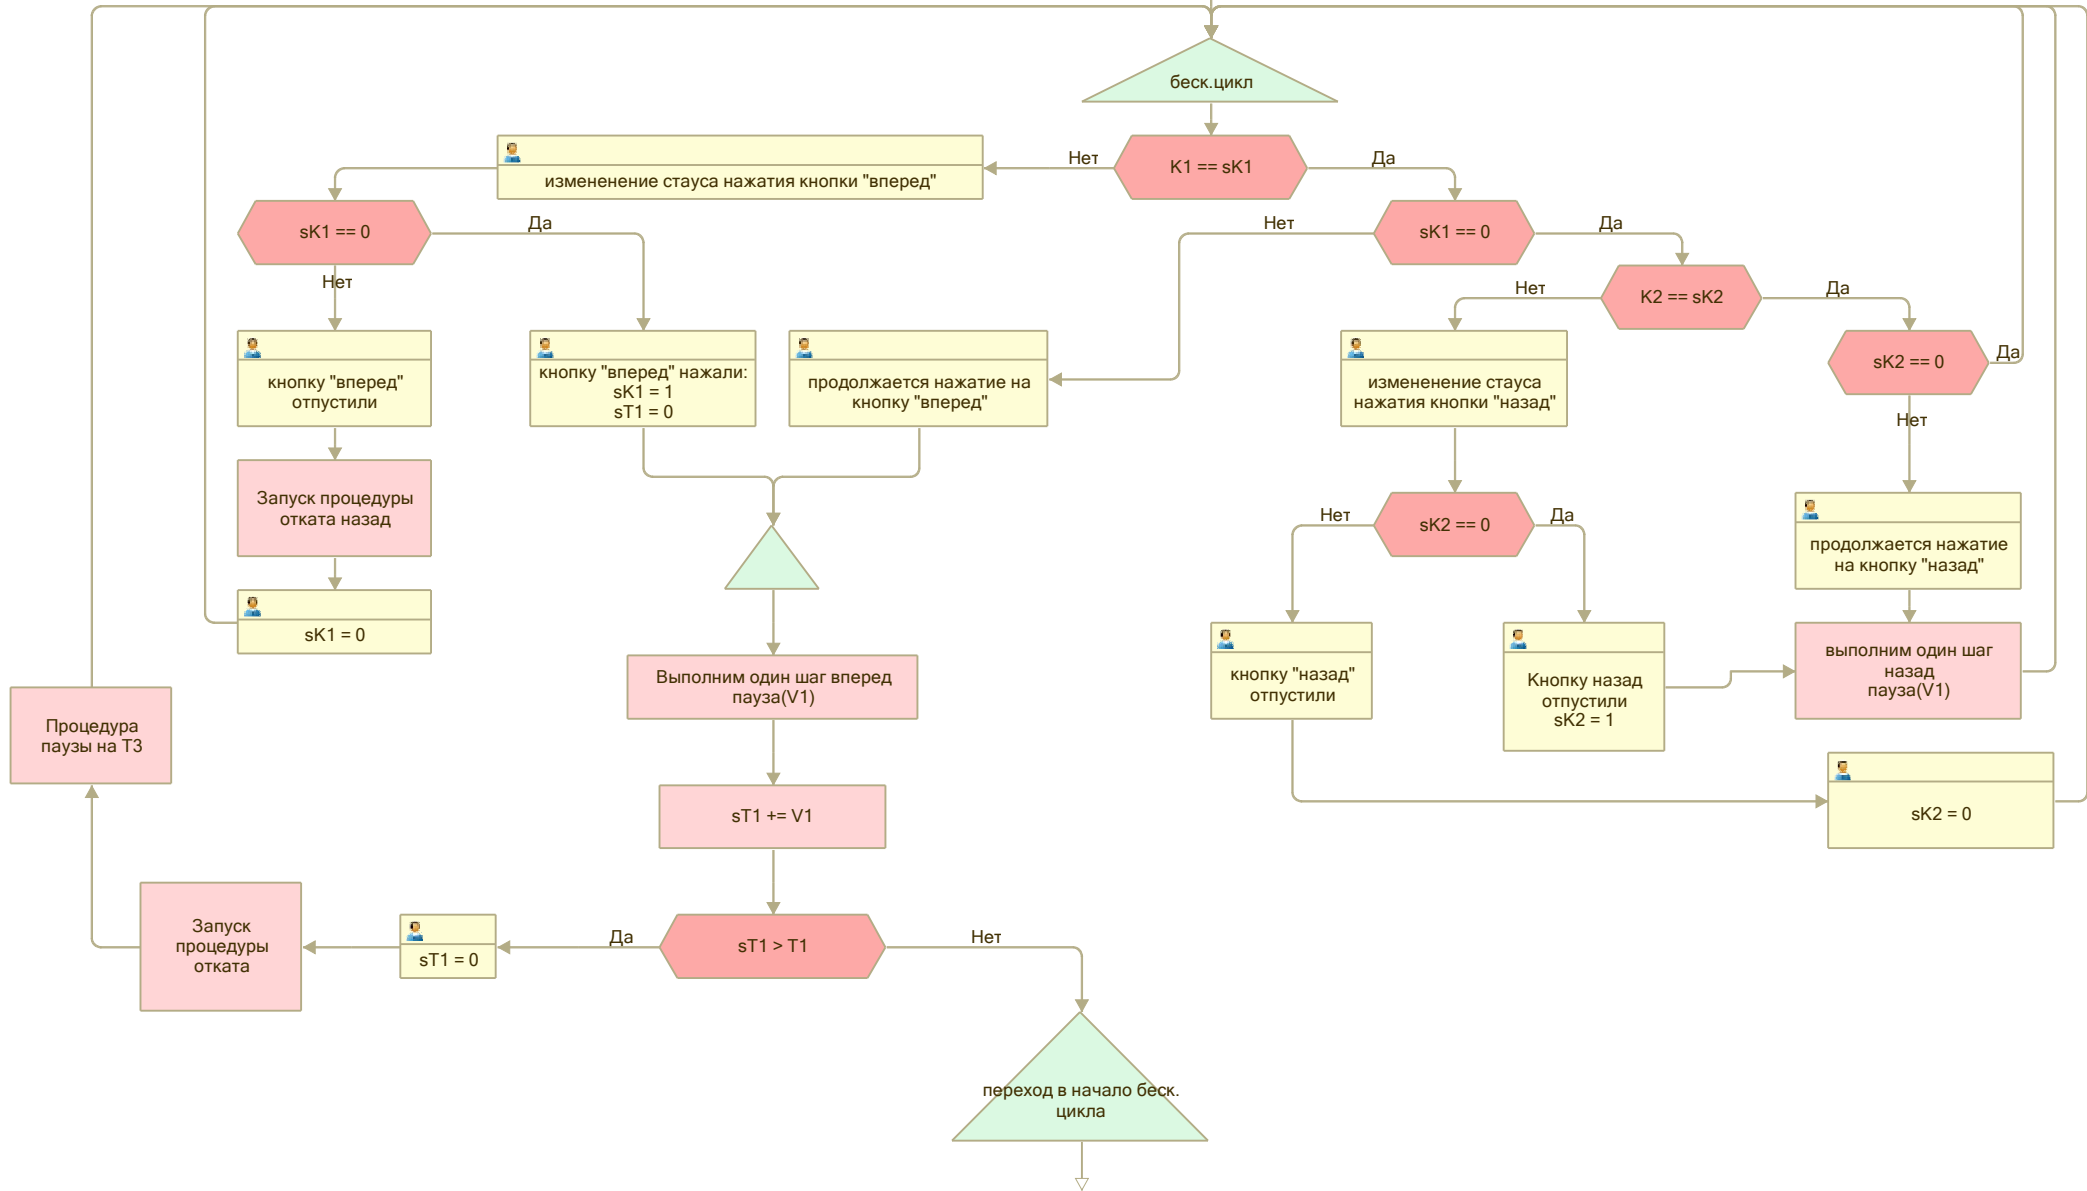 беск.цикл
K1 == sK1
Нет
Да
измененение стауса нажатия кнопки "вперед"
sK1 == 0
Да
Нет
sK1 == 0
Нет
Да
K2 == sK2
Нет
Да
sK2 == 0
Да
Нет
кнопку "вперед"
отпустили
кнопку "вперед" нажали:
sK1 = 1
sT1 = 0
продолжается нажатие на
кнопку "вперед"
измененение стауса
нажатия кнопки "назад"
Запуск процедуры
отката назад
sK2 == 0
Нет
Да
продолжается нажатие
на кнопку "назад"
sK1 = 0
кнопку "назад"
отпустили
Кнопку назад
отпустили
sK2 = 1
выполним один шаг
назад
пауза(V1)
Выполним один шаг вперед
пауза(V1)
Процедура
паузы на T3
sT1 += V1
sK2 = 0
Запуск
процедуры
отката
sT1 = 0
Да
sT1 > T1
Нет
переход в начало беск.
цикла